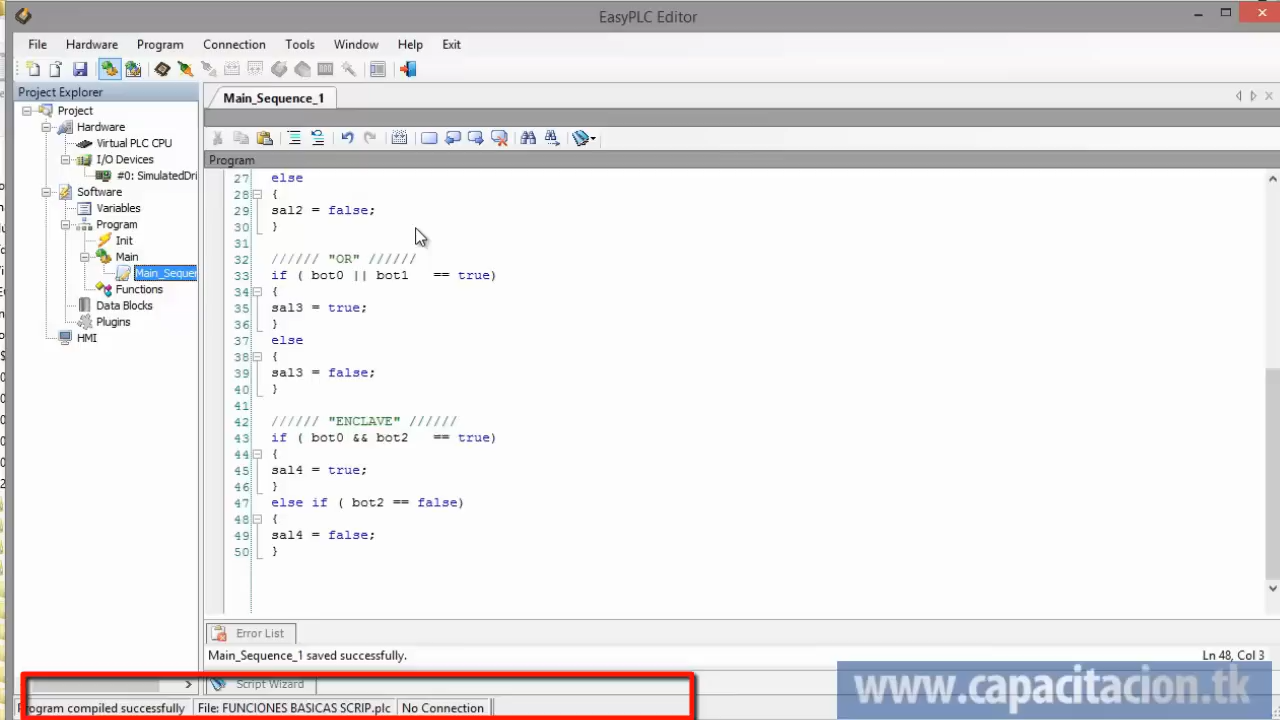 EasyPLC Editor
File Hardware Program Connection Tools Window Help Exit
Project Explorer
Main_Sequence_1
Project
Hardware
Virtual PLC CPU
I/O Devices
#0: SimulatedDri
Software
Variables
Program
Init
Main
Main_Sequer
Functions
Data Blocks
Plugins
HMI
Program
27 else
28 {
29 sal2 = false;
30 }
31
32 ////// "OR" //////
33 if ( bot0 || bot1 == true)
34 {
35 sal3 = true;
36 }
37 else
38 {
39 sal3 = false;
40 }
41
42 ////// "ENCLAVE" //////
43 if ( bot0 && bot2 == true)
44 {
45 sal4 = true;
46 }
47 else if ( bot2 == false)
48 {
49 sal4 = false;
50 }
Error List
Main_Sequence_1 saved successfully.
Ln 48, Col 3
Script Wizard
Program compiled successfully File: FUNCIONES BASICAS SCRIP.plc No Connection
www.capacitacion.tk